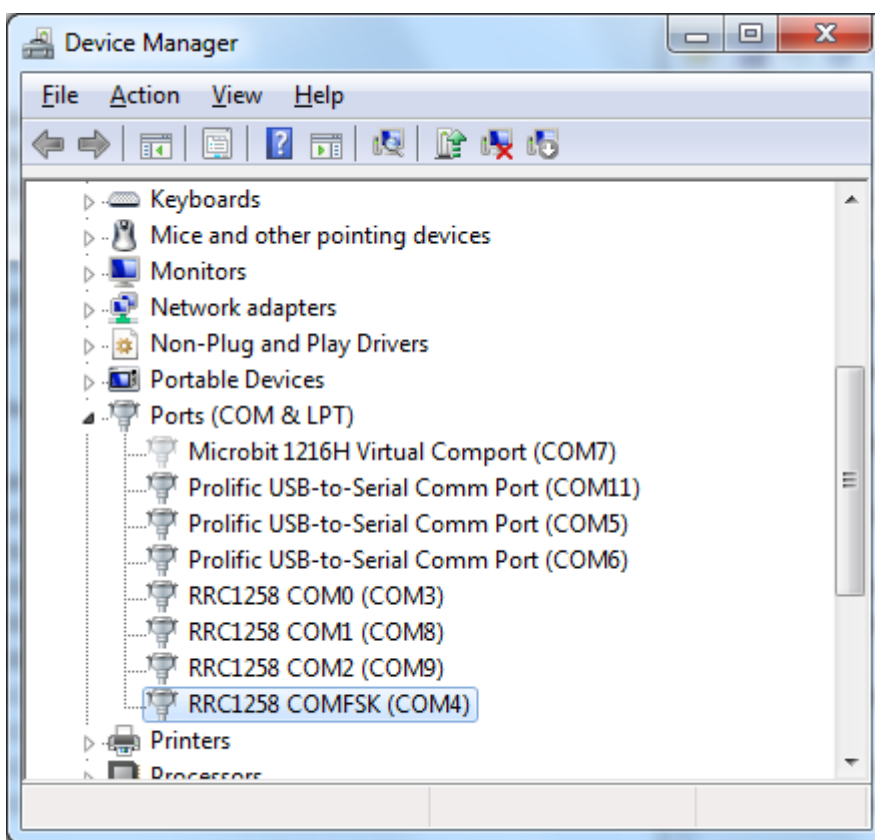 Device Manager
File Action View Help
Keyboards
Mice and other pointing devices
Monitors
Network adapters
Non-Plug and Play Drivers
Portable Devices
Ports (COM & LPT)
Microbit 1216H Virtual Comport (COM7)
Prolific USB-to-Serial Comm Port (COM11)
Prolific USB-to-Serial Comm Port (COM5)
Prolific USB-to-Serial Comm Port (COM6)
RRC1258 COM0 (COM3)
RRC1258 COM1 (COM8)
RRC1258 COM2 (COM9)
RRC1258 COMFSK (COM4)
Printers
Processors